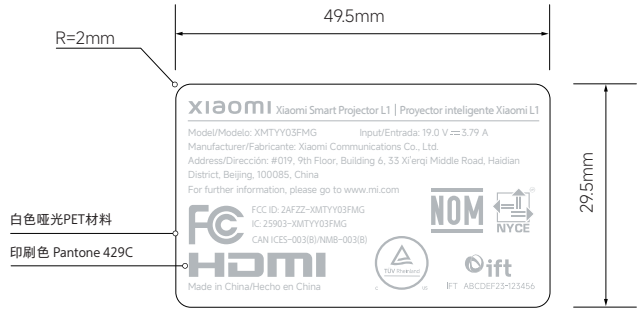 49.5mm
R=2mm
xiaomi Xiaomi Smart Projector L1 | Proyector inteligente Xiaomi L1
Model/Modelo: XMTYY03FMG Input/Entrada: 19.0 V⎓3.79 A
Manufacturer/Fabricante: Xiaomi Communications Co., Ltd.
Address/Dirección: #019, 9th Floor, Building 6, 33 Xi'erqi Middle Road, Haidian
District, Beijing, 100085, China
For further information, please go to www.mi.com
29.5mm
白色哑光PET材料
印刷色 Pantone 429C
FC
FCC ID: 2AFZZ-XMTYY03FMG
IC: 25903-XMTYY03FMG
CAN ICES-003(B)/NMB-003(B)
NOM
NYCE
HDMI
Made in China/Hecho en China
TÜV Rheinland
C US
ift
IFT ABCDEF23-123456